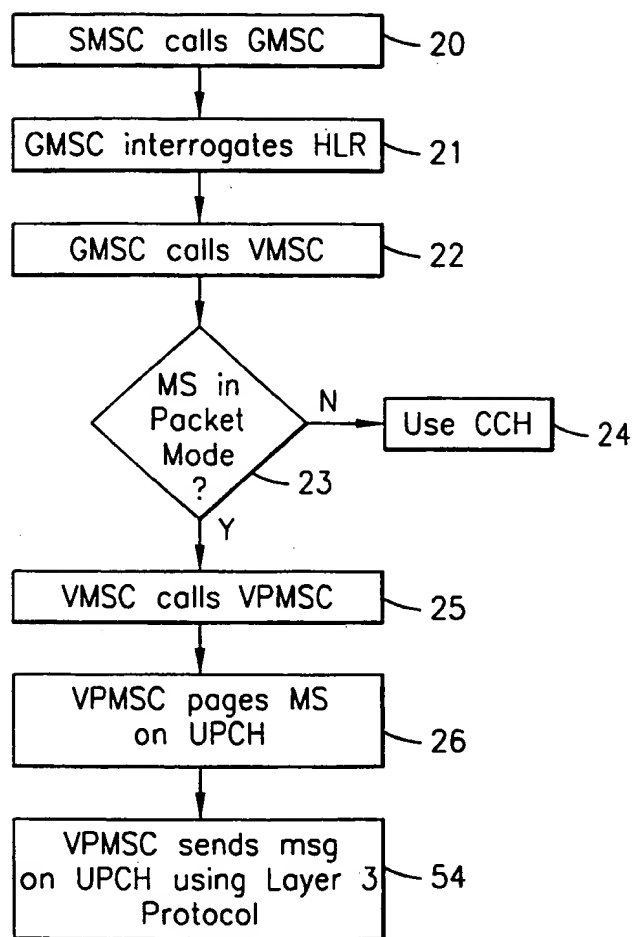 SMSC calls GMSC
20
GMSC interrogates HLR
21
GMSC calls VMSC
22
MS in
Packet
Mode
?
23
N
Use CCH
24
Y
VMSC calls VPMSC
25
VPMSC pages MS
on UPCH
26
VPMSC sends msg
on UPCH using Layer 3
Protocol
54